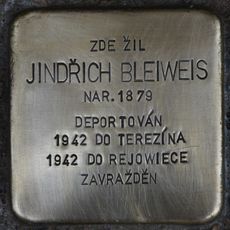 ZDE ŽIL
JINDŘICH BLEIWEIS
NAR. 1879
DEPORTOVÁN
1942 DO TEREZÍNA
1942 DO REJOWIECE
ZAVRAŽDĚN